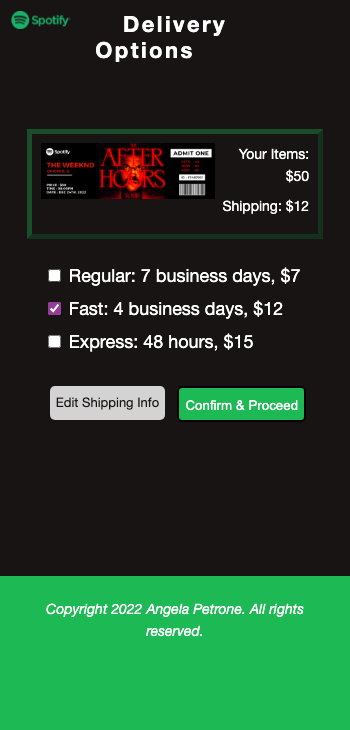 Spotify
Delivery
Options
Spotify
ADMIT ONE
THE WEEKND
AFTER
HOURS
Your Items:
$50
Shipping: $12
Regular: 7 business days, $7
Fast: 4 business days, $12
Express: 48 hours, $15
Edit Shipping Info
Confirm & Proceed
Copyright 2022 Angela Petrone. All rights
reserved.